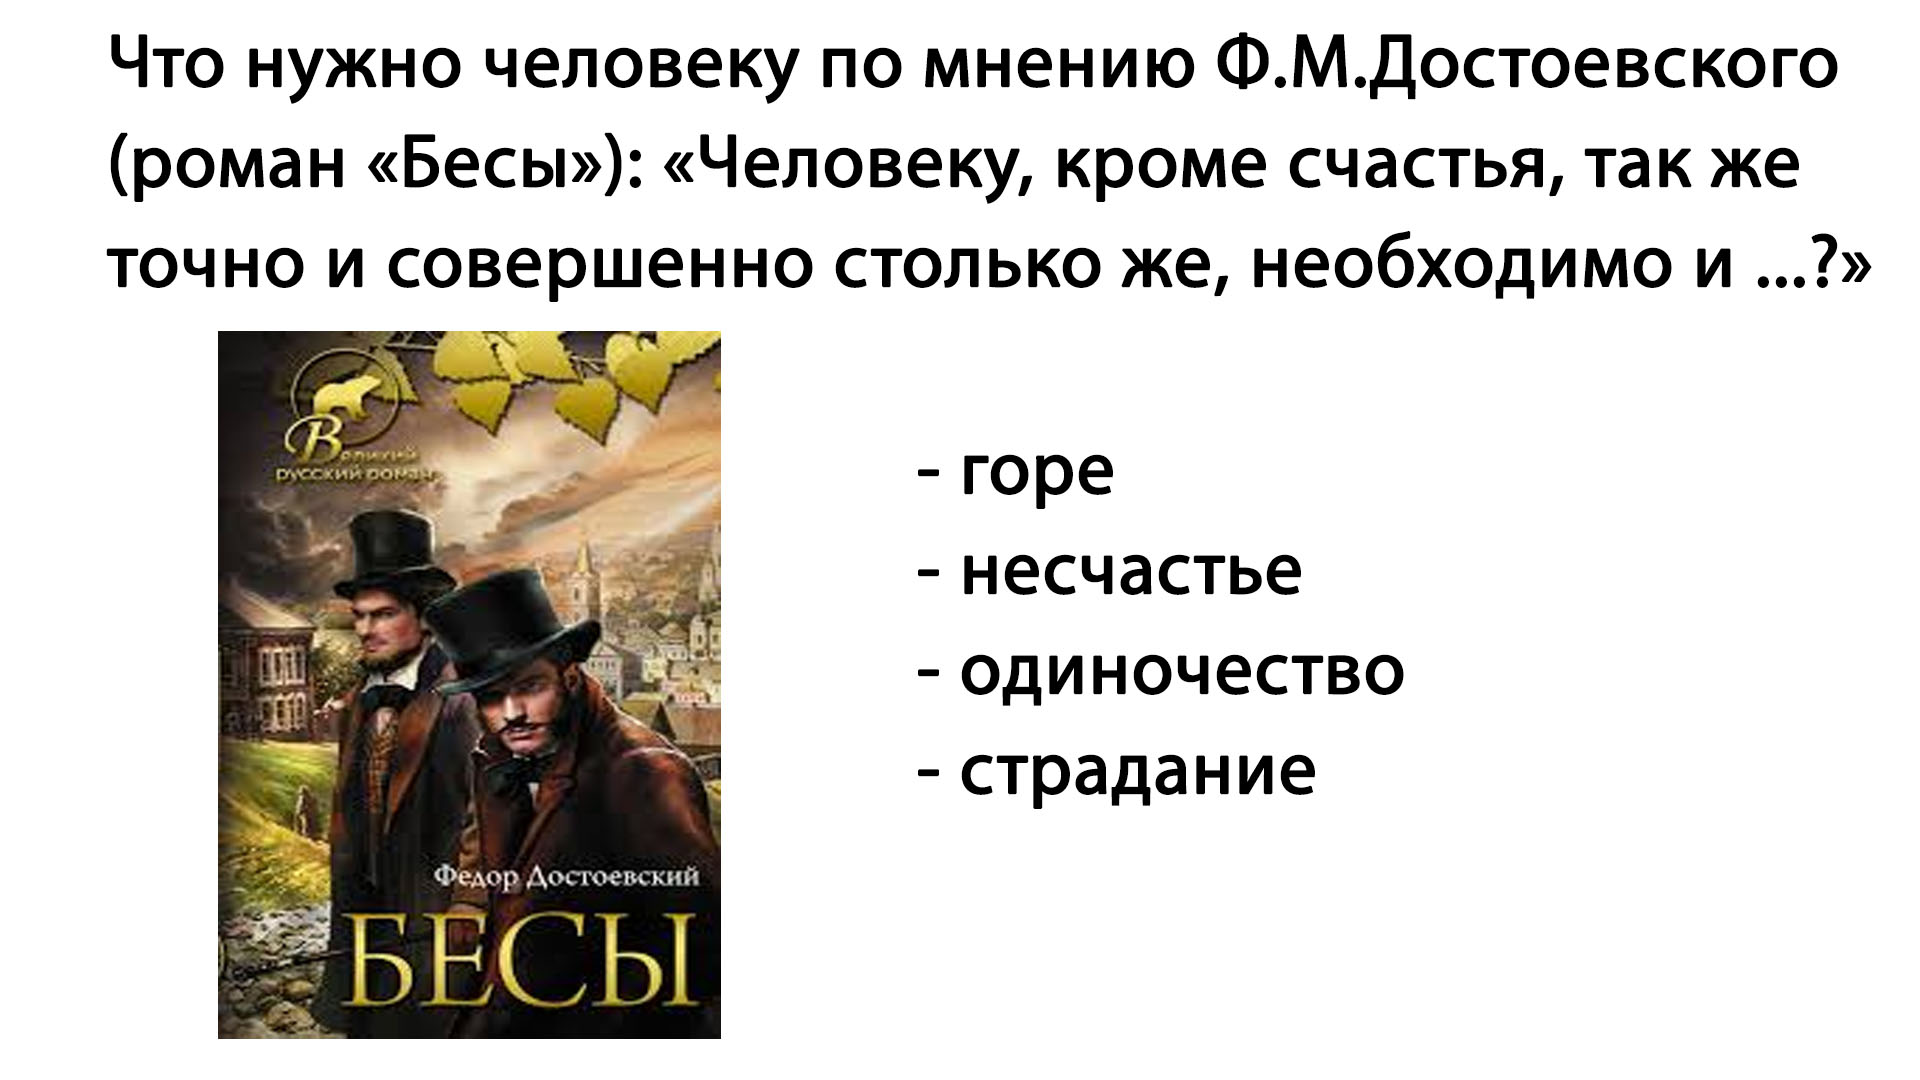 Что нужно человеку по мнению Ф.М.Достоевского
(роман «Бесы»): «Человеку, кроме счастья, так же
точно и совершенно столько же, необходимо и ...?»
Великий
русский роман
- горе
- несчастье
- одиночество
- страдание
Федор Достоевский
БЕСЫ